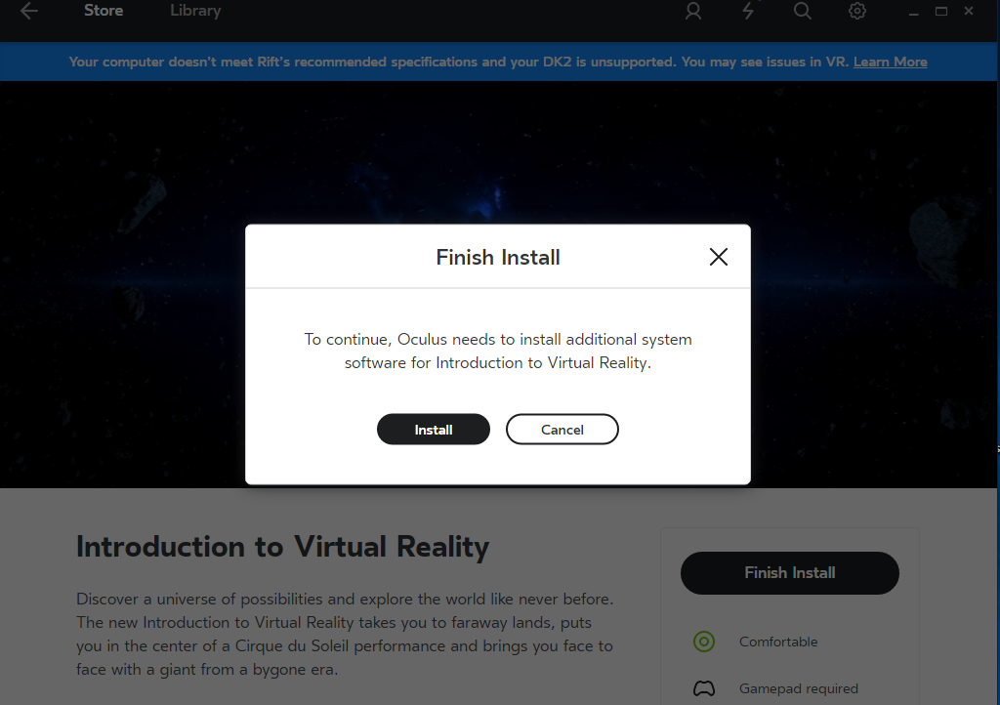 Store
Library
Your computer doesn't meet Rift's recommended specifications and your DK2 is unsupported. You may see issues in VR. Learn More
Finish Install
To continue, Oculus needs to install additional system
software for Introduction to Virtual Reality.
Install
Cancel
Introduction to Virtual Reality
Discover a universe of possibilities and explore the world like never before.
The new Introduction to Virtual Reality takes you to faraway lands, puts
you in the center of a Cirque du Soleil performance and brings you face to
face with a giant from a bygone era.
Finish Install
Comfortable
Gamepad required